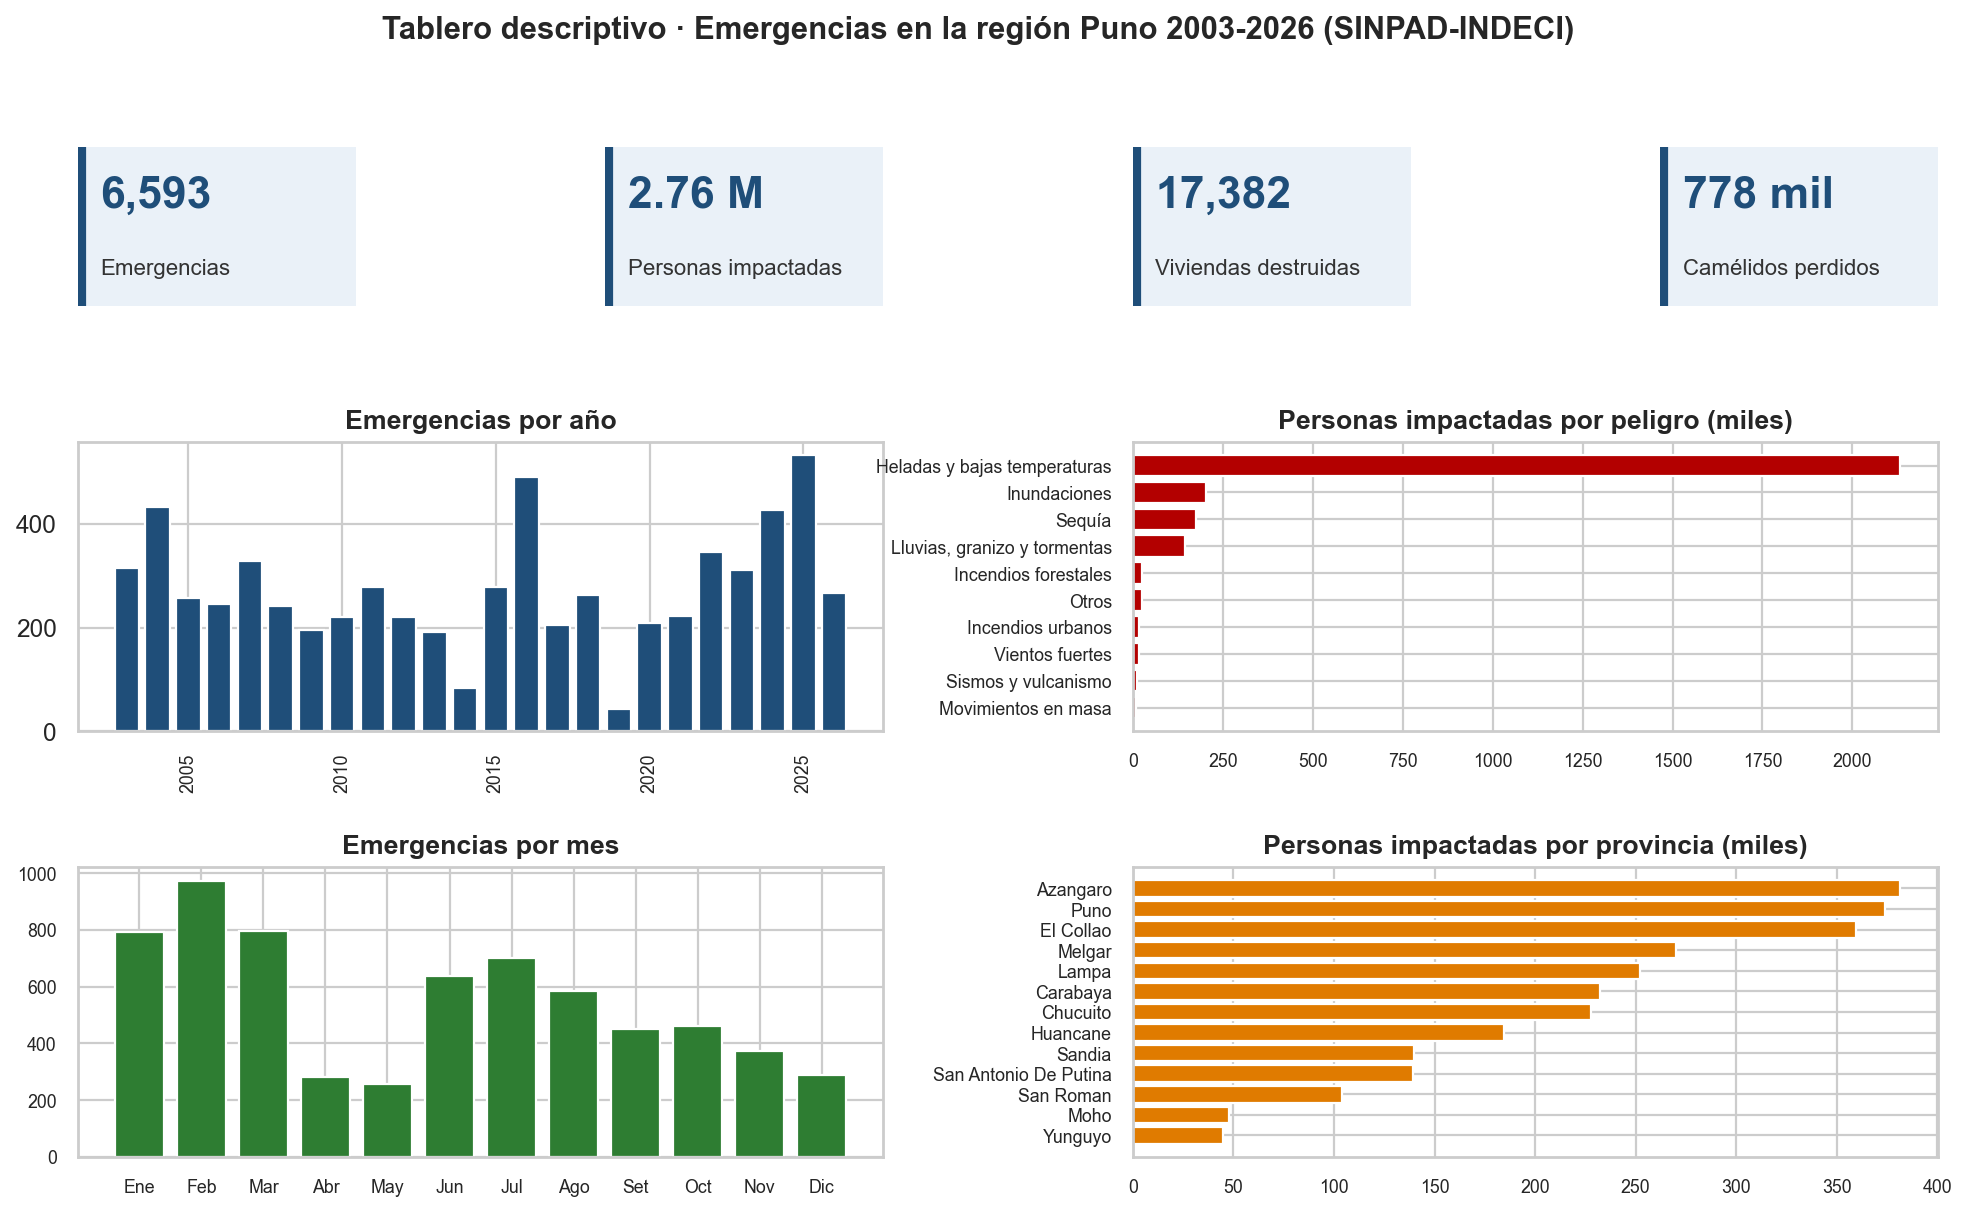 Tablero descriptivo · Emergencias en la región Puno 2003-2026 (SINPAD-INDECI)
6,593
Emergencias
2.76 M
Personas impactadas
17,382
Viviendas destruidas
778 mil
Camélidos perdidos
Emergencias por año
400
200
0
2005
2010
2015
2020
2025
Personas impactadas por peligro (miles)
Heladas y bajas temperaturas
Inundaciones
Sequía
Lluvias, granizo y tormentas
Incendios forestales
Otros
Incendios urbanos
Vientos fuertes
Sismos y vulcanismo
Movimientos en masa
0 250 500 750 1000 1250 1500 1750 2000
Emergencias por mes
1000
800
600
400
200
0
Ene Feb Mar Abr May Jun Jul Ago Set Oct Nov Dic
Personas impactadas por provincia (miles)
Azangaro
Puno
El Collao
Melgar
Lampa
Carabaya
Chucuito
Huancane
Sandia
San Antonio De Putina
San Roman
Moho
Yunguyo
0 50 100 150 200 250 300 350 400